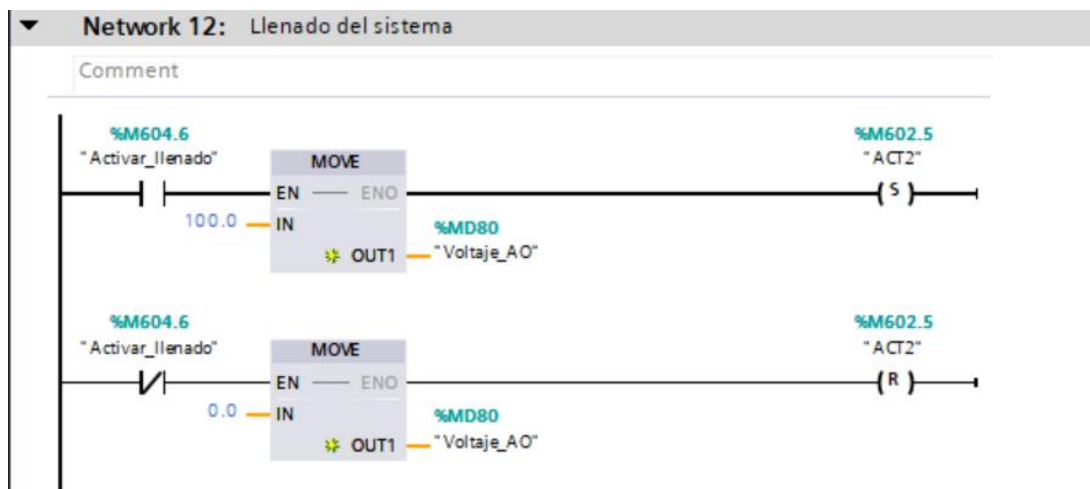 Network 12: Llenado del sistema
Comment
%M604.6
"Activar_llenado"
MOVE
EN ENO
100.0 IN
OUT1
%MD80
"Voltaje_AO"
%M602.5
"ACT2"
S
%M604.6
"Activar_llenado"
MOVE
EN ENO
0.0 IN
OUT1
%MD80
"Voltaje_AO"
%M602.5
"ACT2"
R